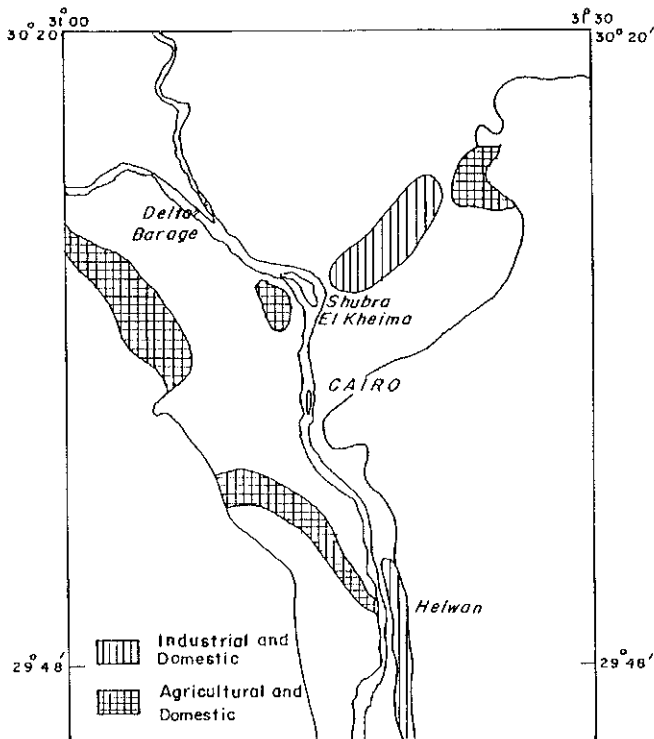 31° 00
31° 30
30° 20'
30° 20'
Delta
Barage
Shubra
El Kheima
CAIRO
Helwan
Industrial and
Domestic
29° 48'
29° 48'
Agricultural and
Domestic